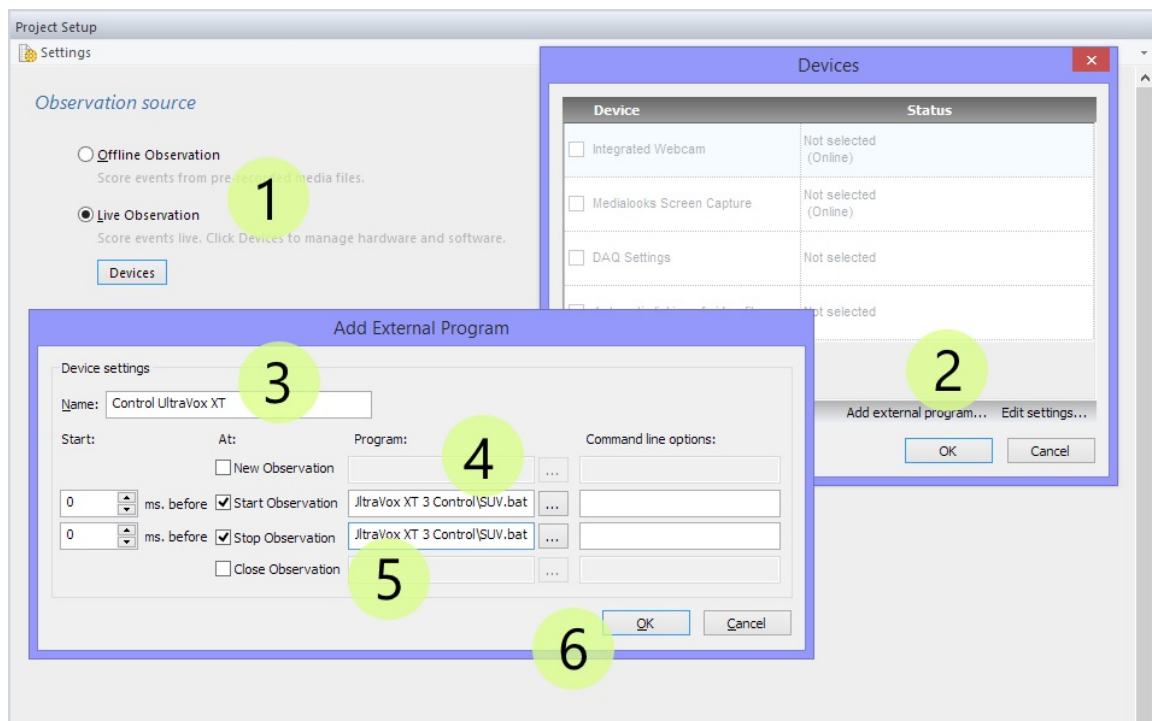 Project Setup
Settings
Observation source
Offline Observation
Score events from pre-recorded media files.
1
Live Observation
Score events live. Click Devices to manage hardware and software.
Devices
Devices
Device Status
Integrated Webcam Not selected
(Online)
Medialooks Screen Capture Not selected
(Online)
DAQ Settings Not selected
Not selected
2
Add external program... Edit settings...
OK Cancel
Add External Program
Device settings
3
Name: Control UltraVox XT
Start: At: Program: Command line options:
4
New Observation ...
0 ms. before Start Observation JltraVox XT 3 Control\SUV.bat ...
0 ms. before Stop Observation JltraVox XT 3 Control\SUV.bat ...
Close Observation ...
5
OK Cancel
6